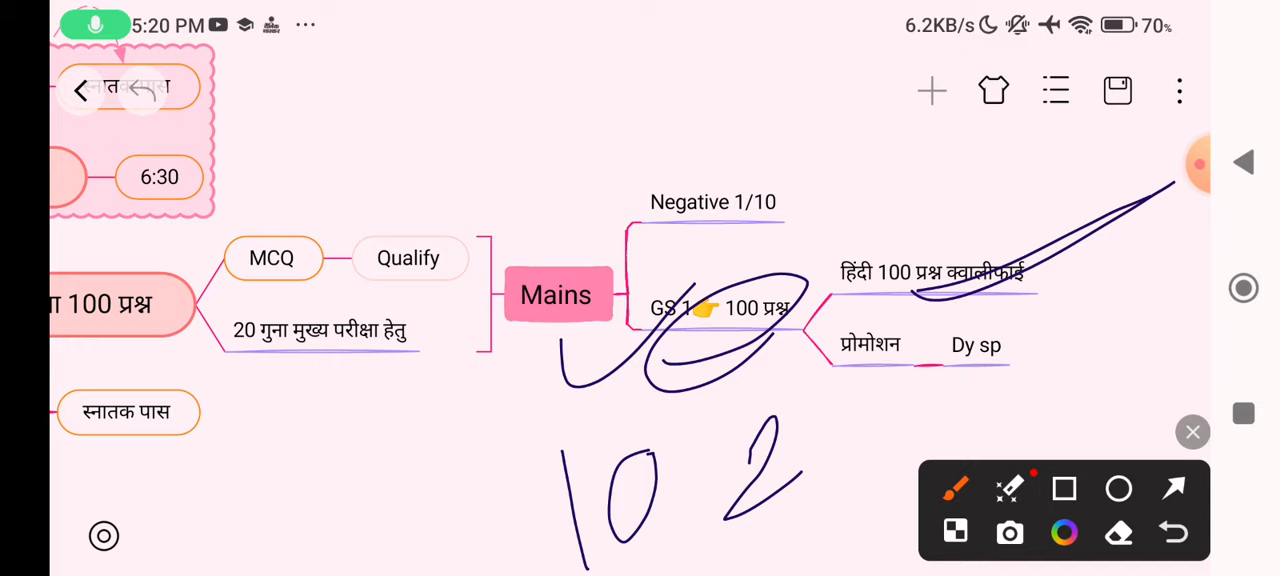 5:20 PM ... 6.2KB/s 70%
स्नातक पास
6:30
Negative 1/10
MCQ Qualify
Mains
हिंदी 100 प्रश्न क्वालीफाई
100 प्रश्न
GS 1👉 100 प्रश्न
20 गुना मुख्य परीक्षा हेतु
प्रोमोशन Dy sp
स्नातक पास
10 2